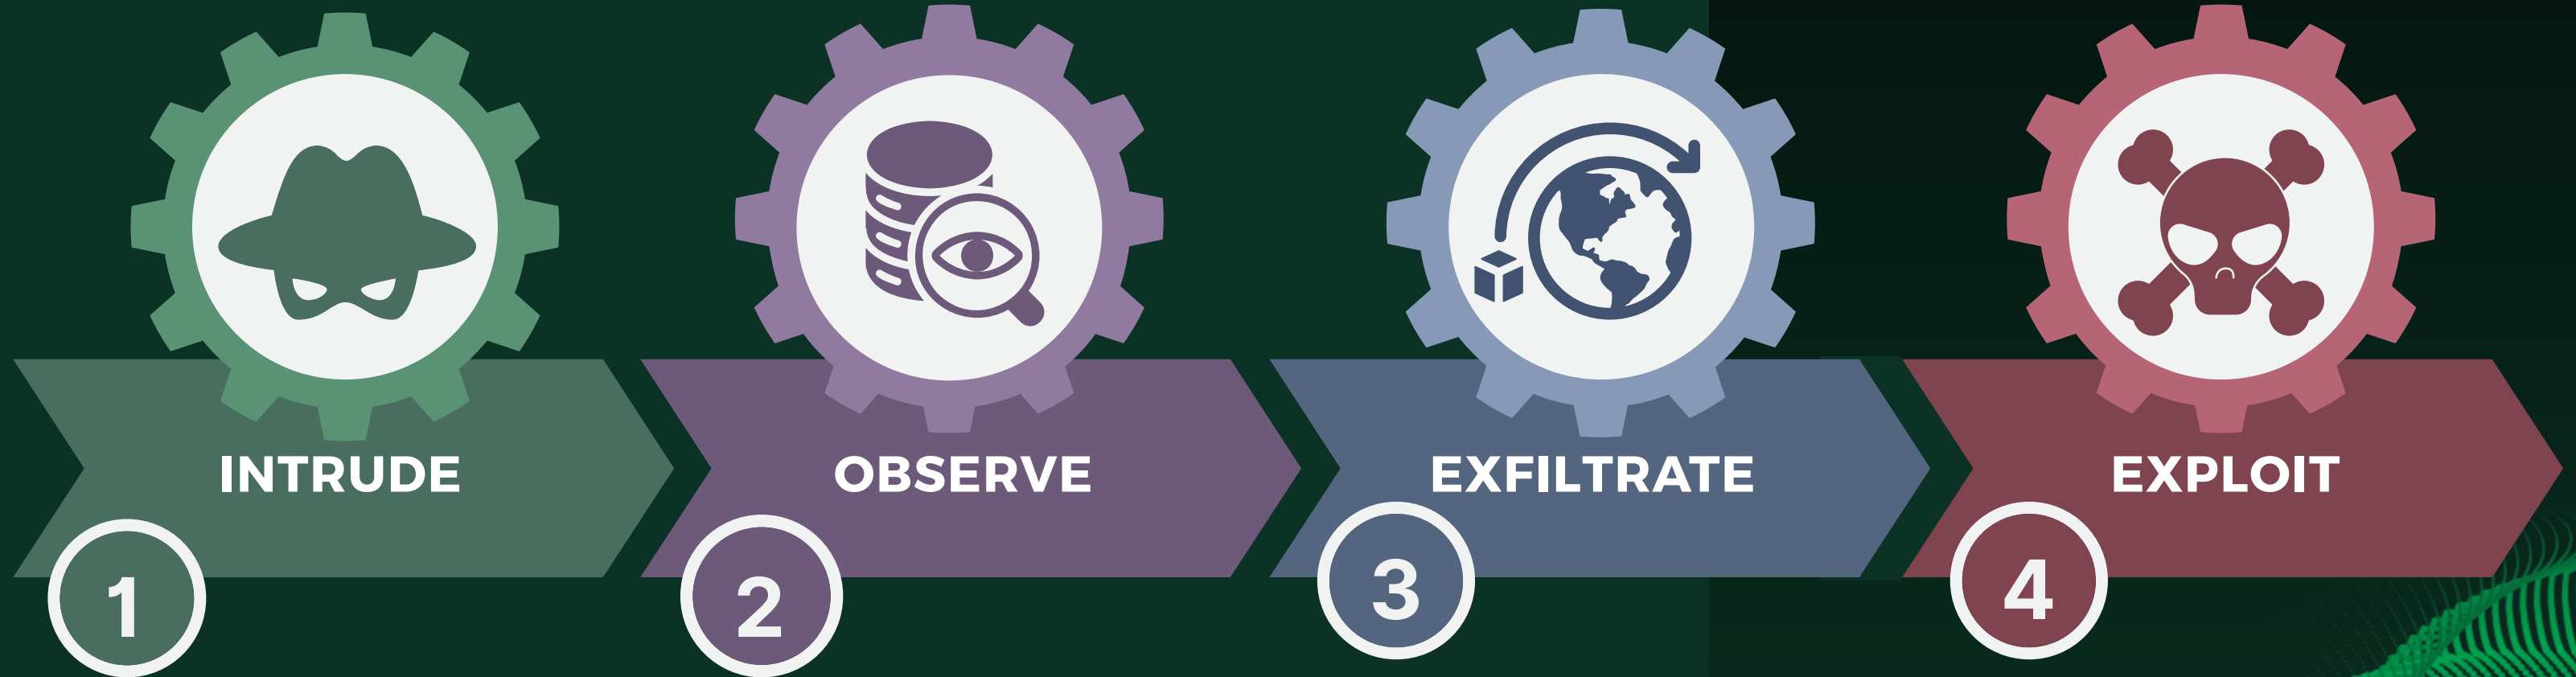 INTRUDE
OBSERVE
EXFILTRATE
EXPLOIT
1
2
3
4